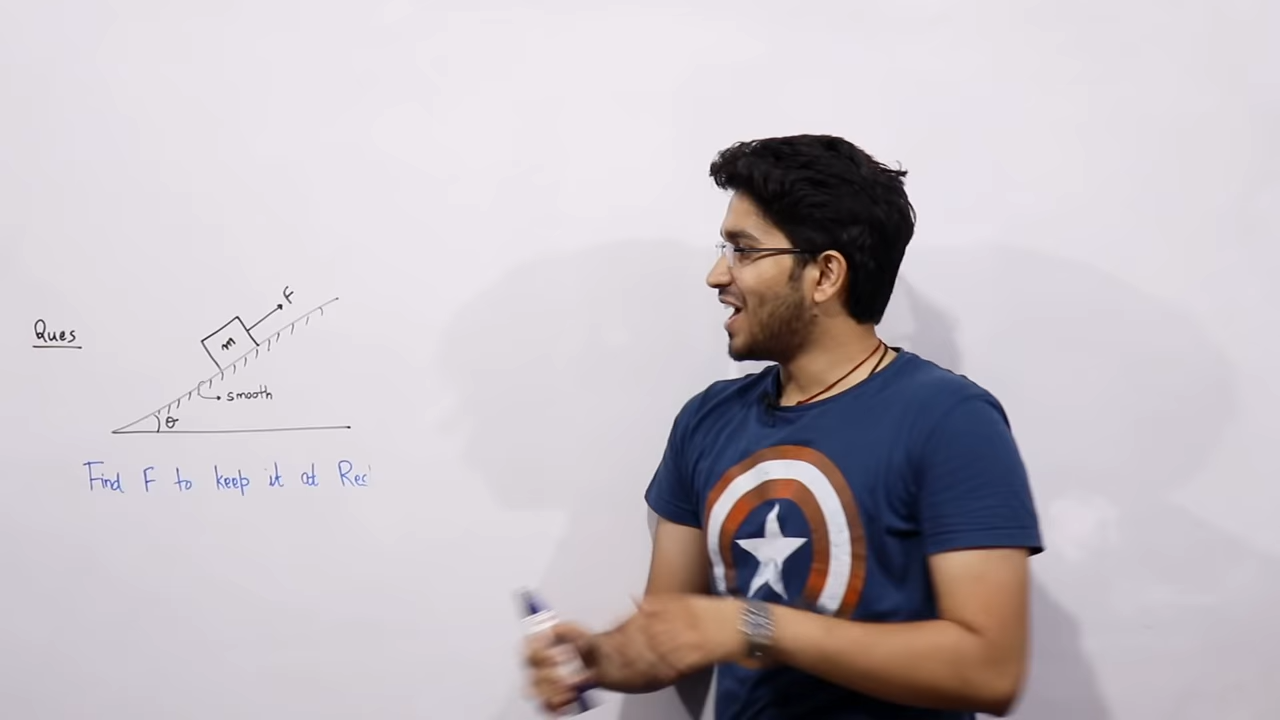 Ques
F
m
smooth
θ
Find F to keep it at